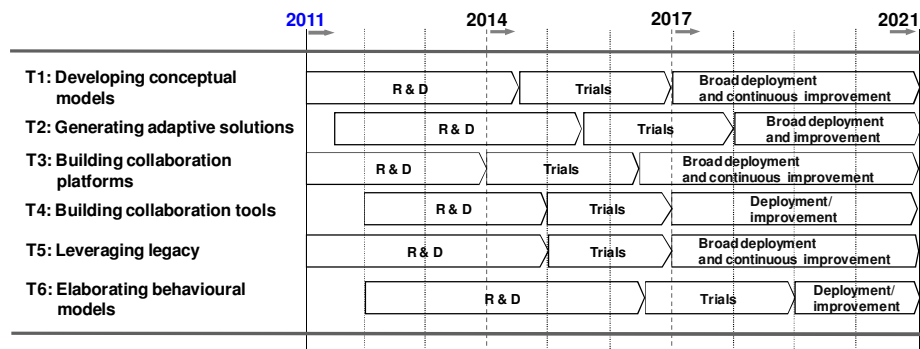 2011 2014 2017 2021
T1: Developing conceptual
models
R & D
Trials
Broad deployment
and continuous improvement
T2: Generating adaptive solutions
R & D
Trials
Broad deployment
and improvement
T3: Building collaboration
platforms
R & D
Trials
Broad deployment
and continuous improvement
T4: Building collaboration tools
R & D
Trials
Deployment/
improvement
T5: Leveraging legacy
R & D
Trials
Broad deployment
and continuous improvement
T6: Elaborating behavioural
models
R & D
Trials
Deployment/
improvement